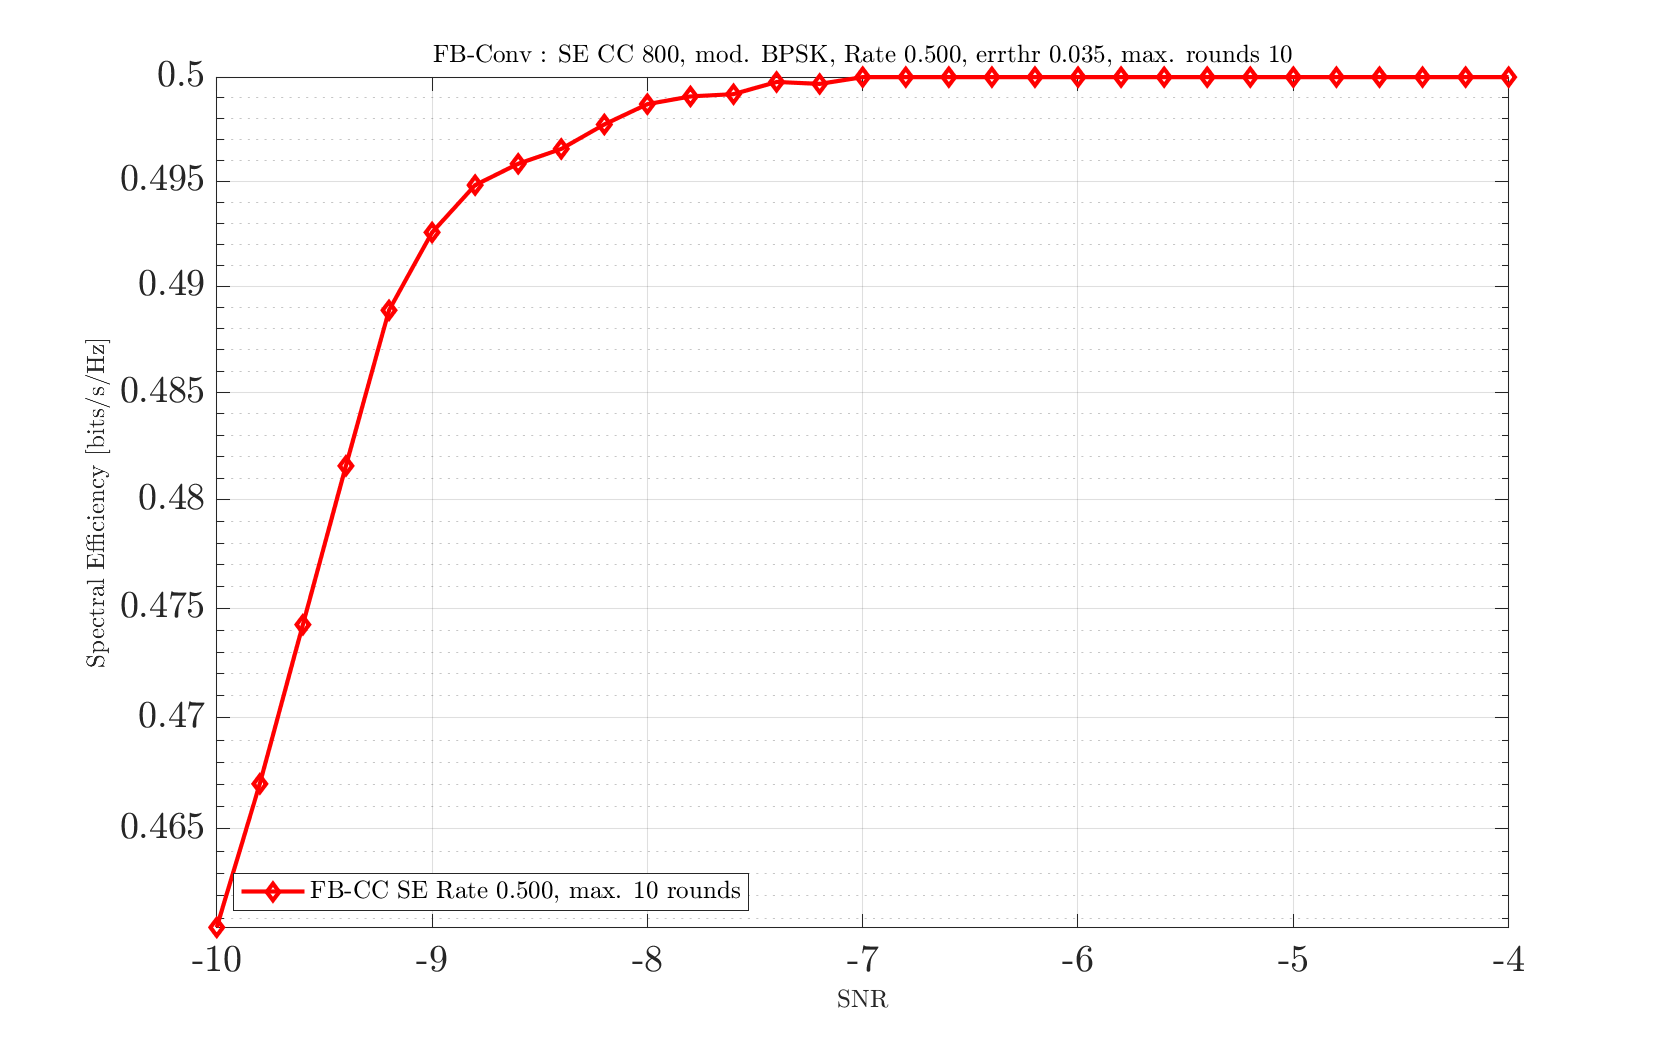 FB-Conv : SE CC 800, mod. BPSK, Rate 0.500, errthr 0.035, max. rounds 10
0.5
0.495
0.49
0.485
0.48
0.475
0.47
0.465
Spectral Efficiency [bits/s/Hz]
FB-CC SE Rate 0.500, max. 10 rounds
-10 -9 -8 -7 -6 -5 -4
SNR